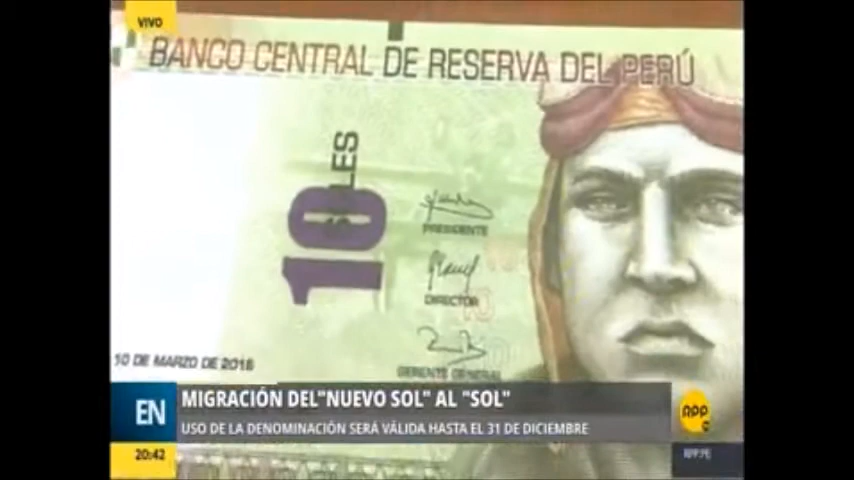 VIVO
BANCO CENTRAL DE RESERVA DEL PERÚ
10 SOLES
PRESIDENTE
DIRECTOR
GERENTE GENERAL
10 DE MARZO DE 2016
EN
MIGRACIÓN DEL"NUEVO SOL" AL "SOL"
USO DE LA DENOMINACIÓN SERÁ VÁLIDA HASTA EL 31 DE DICIEMBRE
RPP
20:42
RPP.PE